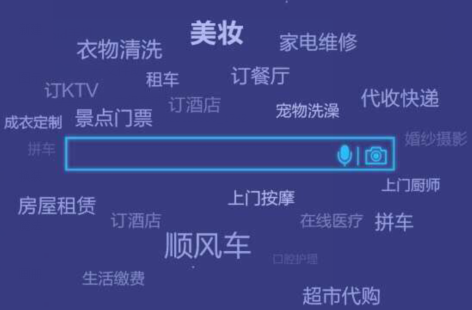 美妆
衣物清洗
家电维修
租车
订餐厅
订KTV
订酒店
代收快递
成衣定制
景点门票
宠物洗澡
婚纱摄影
拼车
上门厨师
房屋租赁
上门按摩
订酒店
在线医疗
拼车
顺风车
口腔护理
生活缴费
超市代购